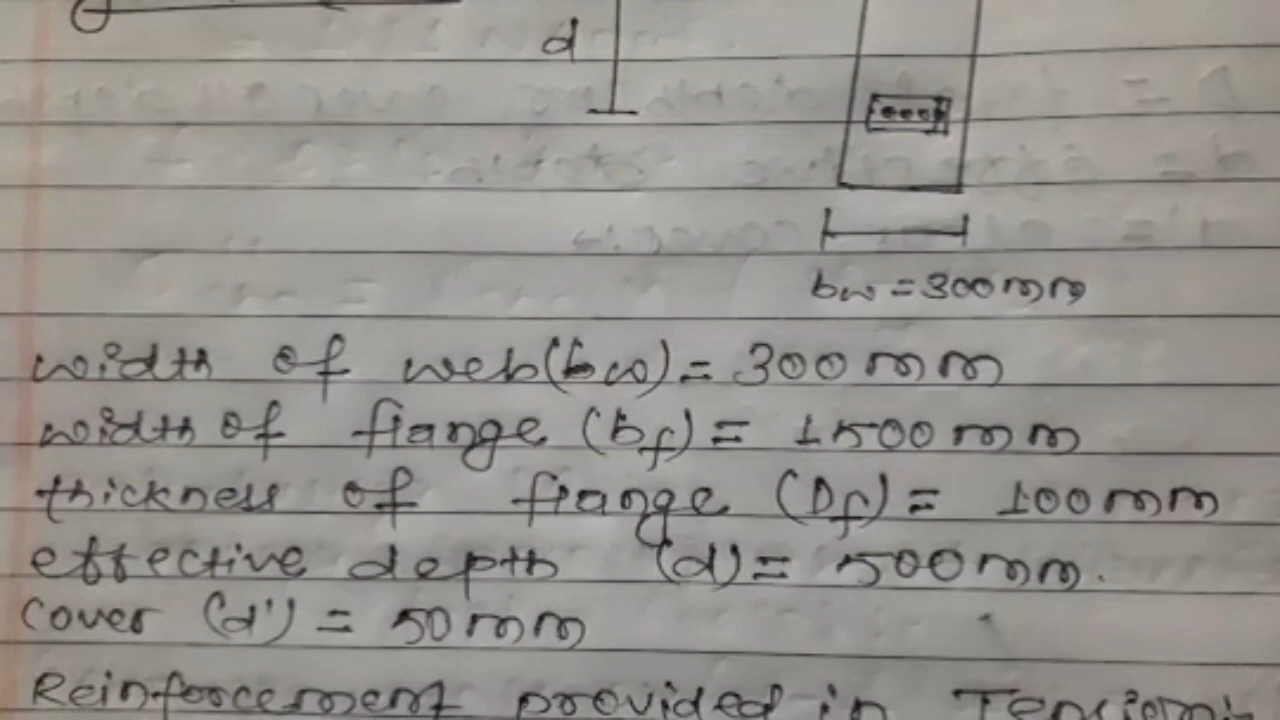 d
bw = 300mm
width of web(bw) = 300mm
width of flange (bf) = 1500mm
thickness of flange (Df) = 100mm
effective depth (d) = 500mm.
cover (d') = 50mm
Reinforcement provided in Tension: